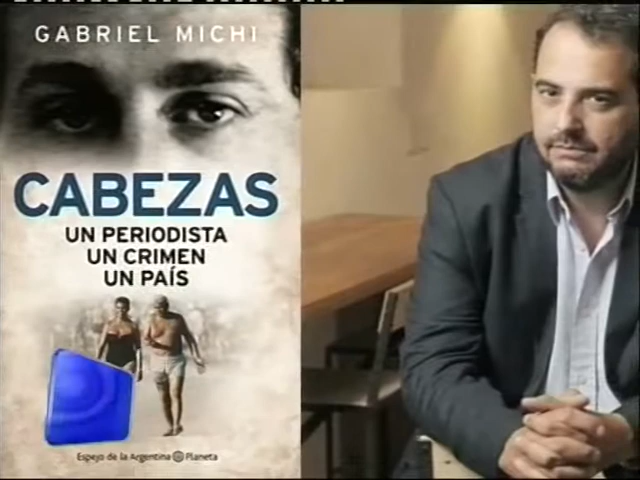 GABRIEL MICHI
CABEZAS
UN PERIODISTA
UN CRIMEN
UN PAÍS
Espejo de la Argentina Planeta